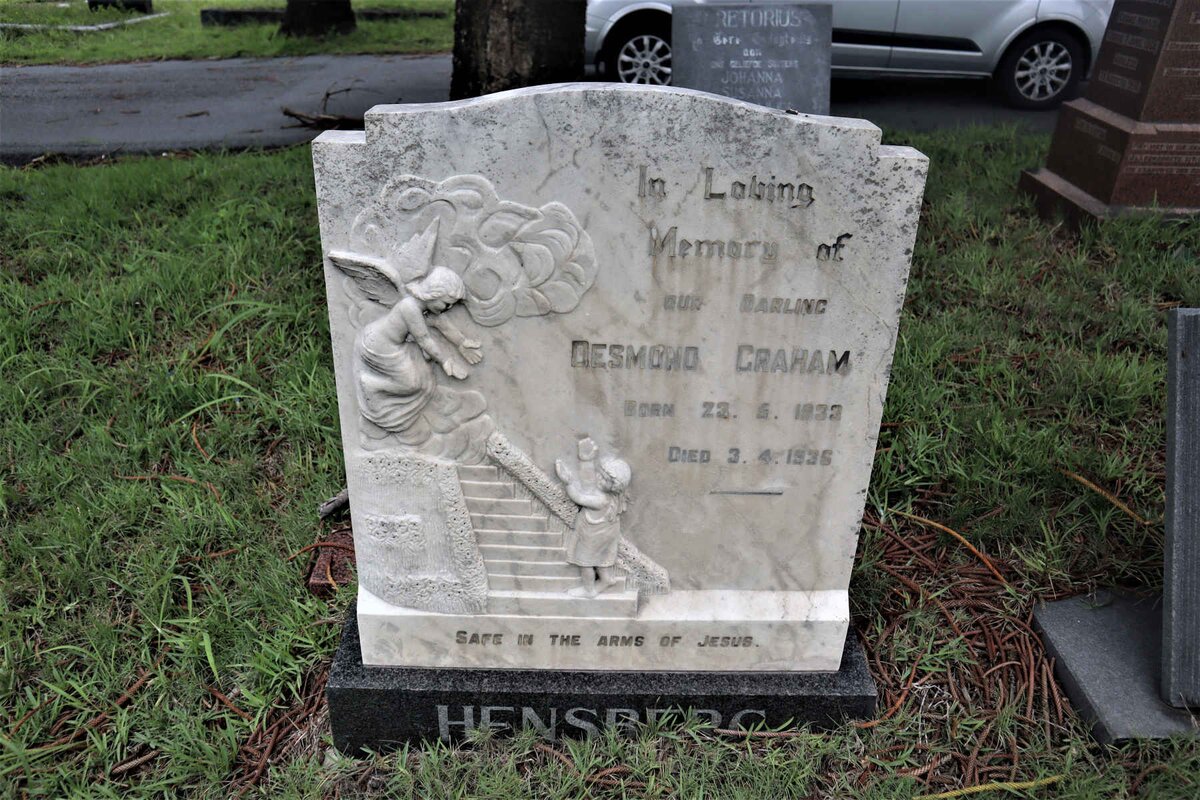 RETORIUS
JOHANNA
SUSANNA
In Loving
Memory of
OUR DARLING
DESMOND GRAHAM
BORN 23. 6. 1933
DIED 3. 4. 1936
SAFE IN THE ARMS OF JESUS.
HENSBERG